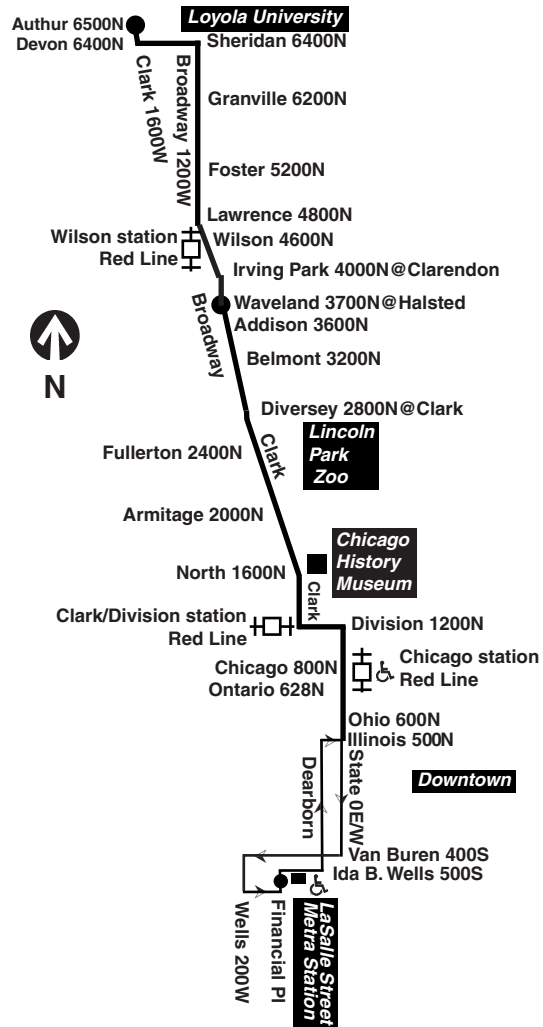 Loyola University
Authur 6500N
Devon 6400N
Sheridan 6400N
Clark 1600W
Broadway 1200W
Granville 6200N
Foster 5200N
Lawrence 4800N
Wilson station
Red Line
Wilson 4600N
Irving Park 4000N@Clarendon
Waveland 3700N@Halsted
Addison 3600N
Broadway
N
Belmont 3200N
Diversey 2800N@Clark
Lincoln
Park
Zoo
Fullerton 2400N
Clark
Armitage 2000N
Chicago
History
Museum
North 1600N
Clark
Clark/Division station
Red Line
Division 1200N
Chicago station
Red Line
Chicago 800N
Ontario 628N
Ohio 600N
Illinois 500N
Dearborn
State 0E/W
Downtown
Van Buren 400S
Ida B. Wells 500S
Wells 200W
Financial Pl
LaSalle Street
Metra Station